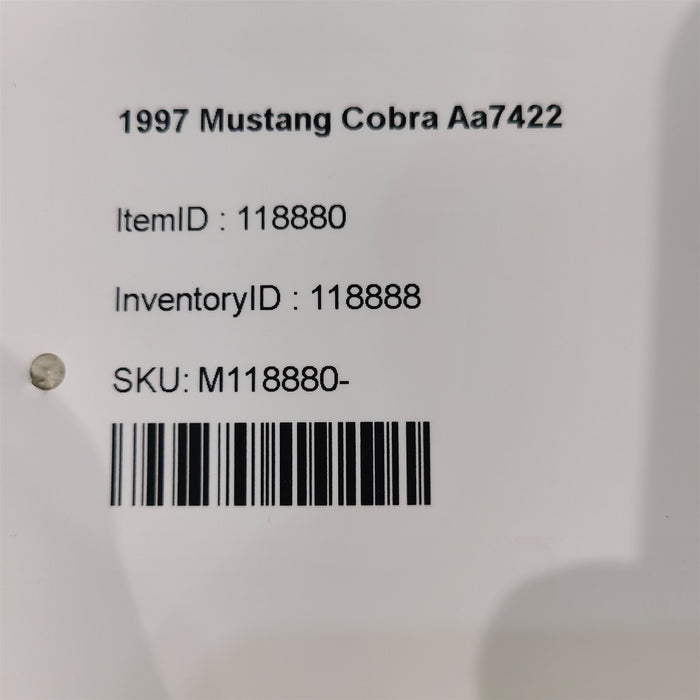 1997 Mustang Cobra Aa7422
ItemID : 118880
InventoryID : 118888
SKU: M118880-